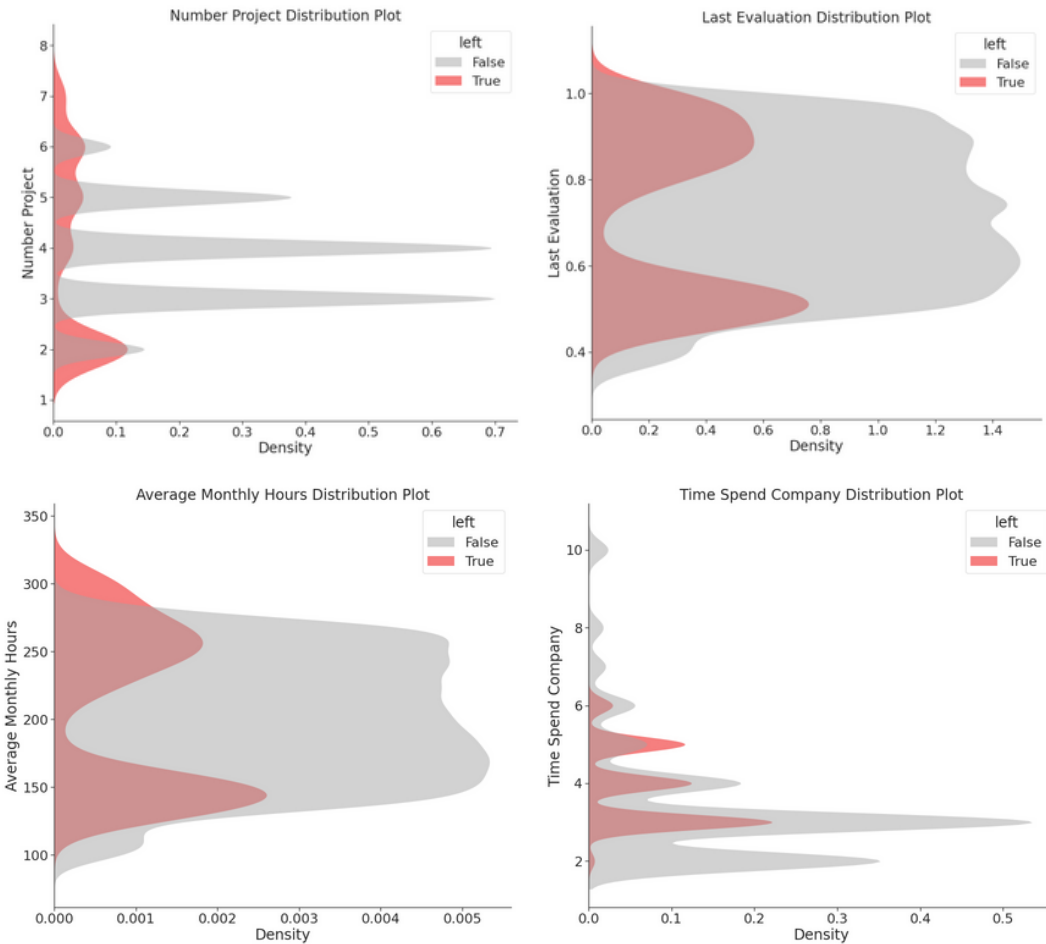 Number Project Distribution Plot
8
7
6
5
4
3
2
1
Number Project
0.0 0.1 0.2 0.3 0.4 0.5 0.6 0.7
Density
left
False
True
Last Evaluation Distribution Plot
1.0
0.8
0.6
0.4
Last Evaluation
0.0 0.2 0.4 0.6 0.8 1.0 1.2 1.4
Density
left
False
True
Average Monthly Hours Distribution Plot
350
300
250
200
150
100
Average Monthly Hours
0.000 0.001 0.002 0.003 0.004 0.005
Density
left
False
True
Time Spend Company Distribution Plot
10
8
6
4
2
Time Spend Company
0.0 0.1 0.2 0.3 0.4 0.5
Density
left
False
True